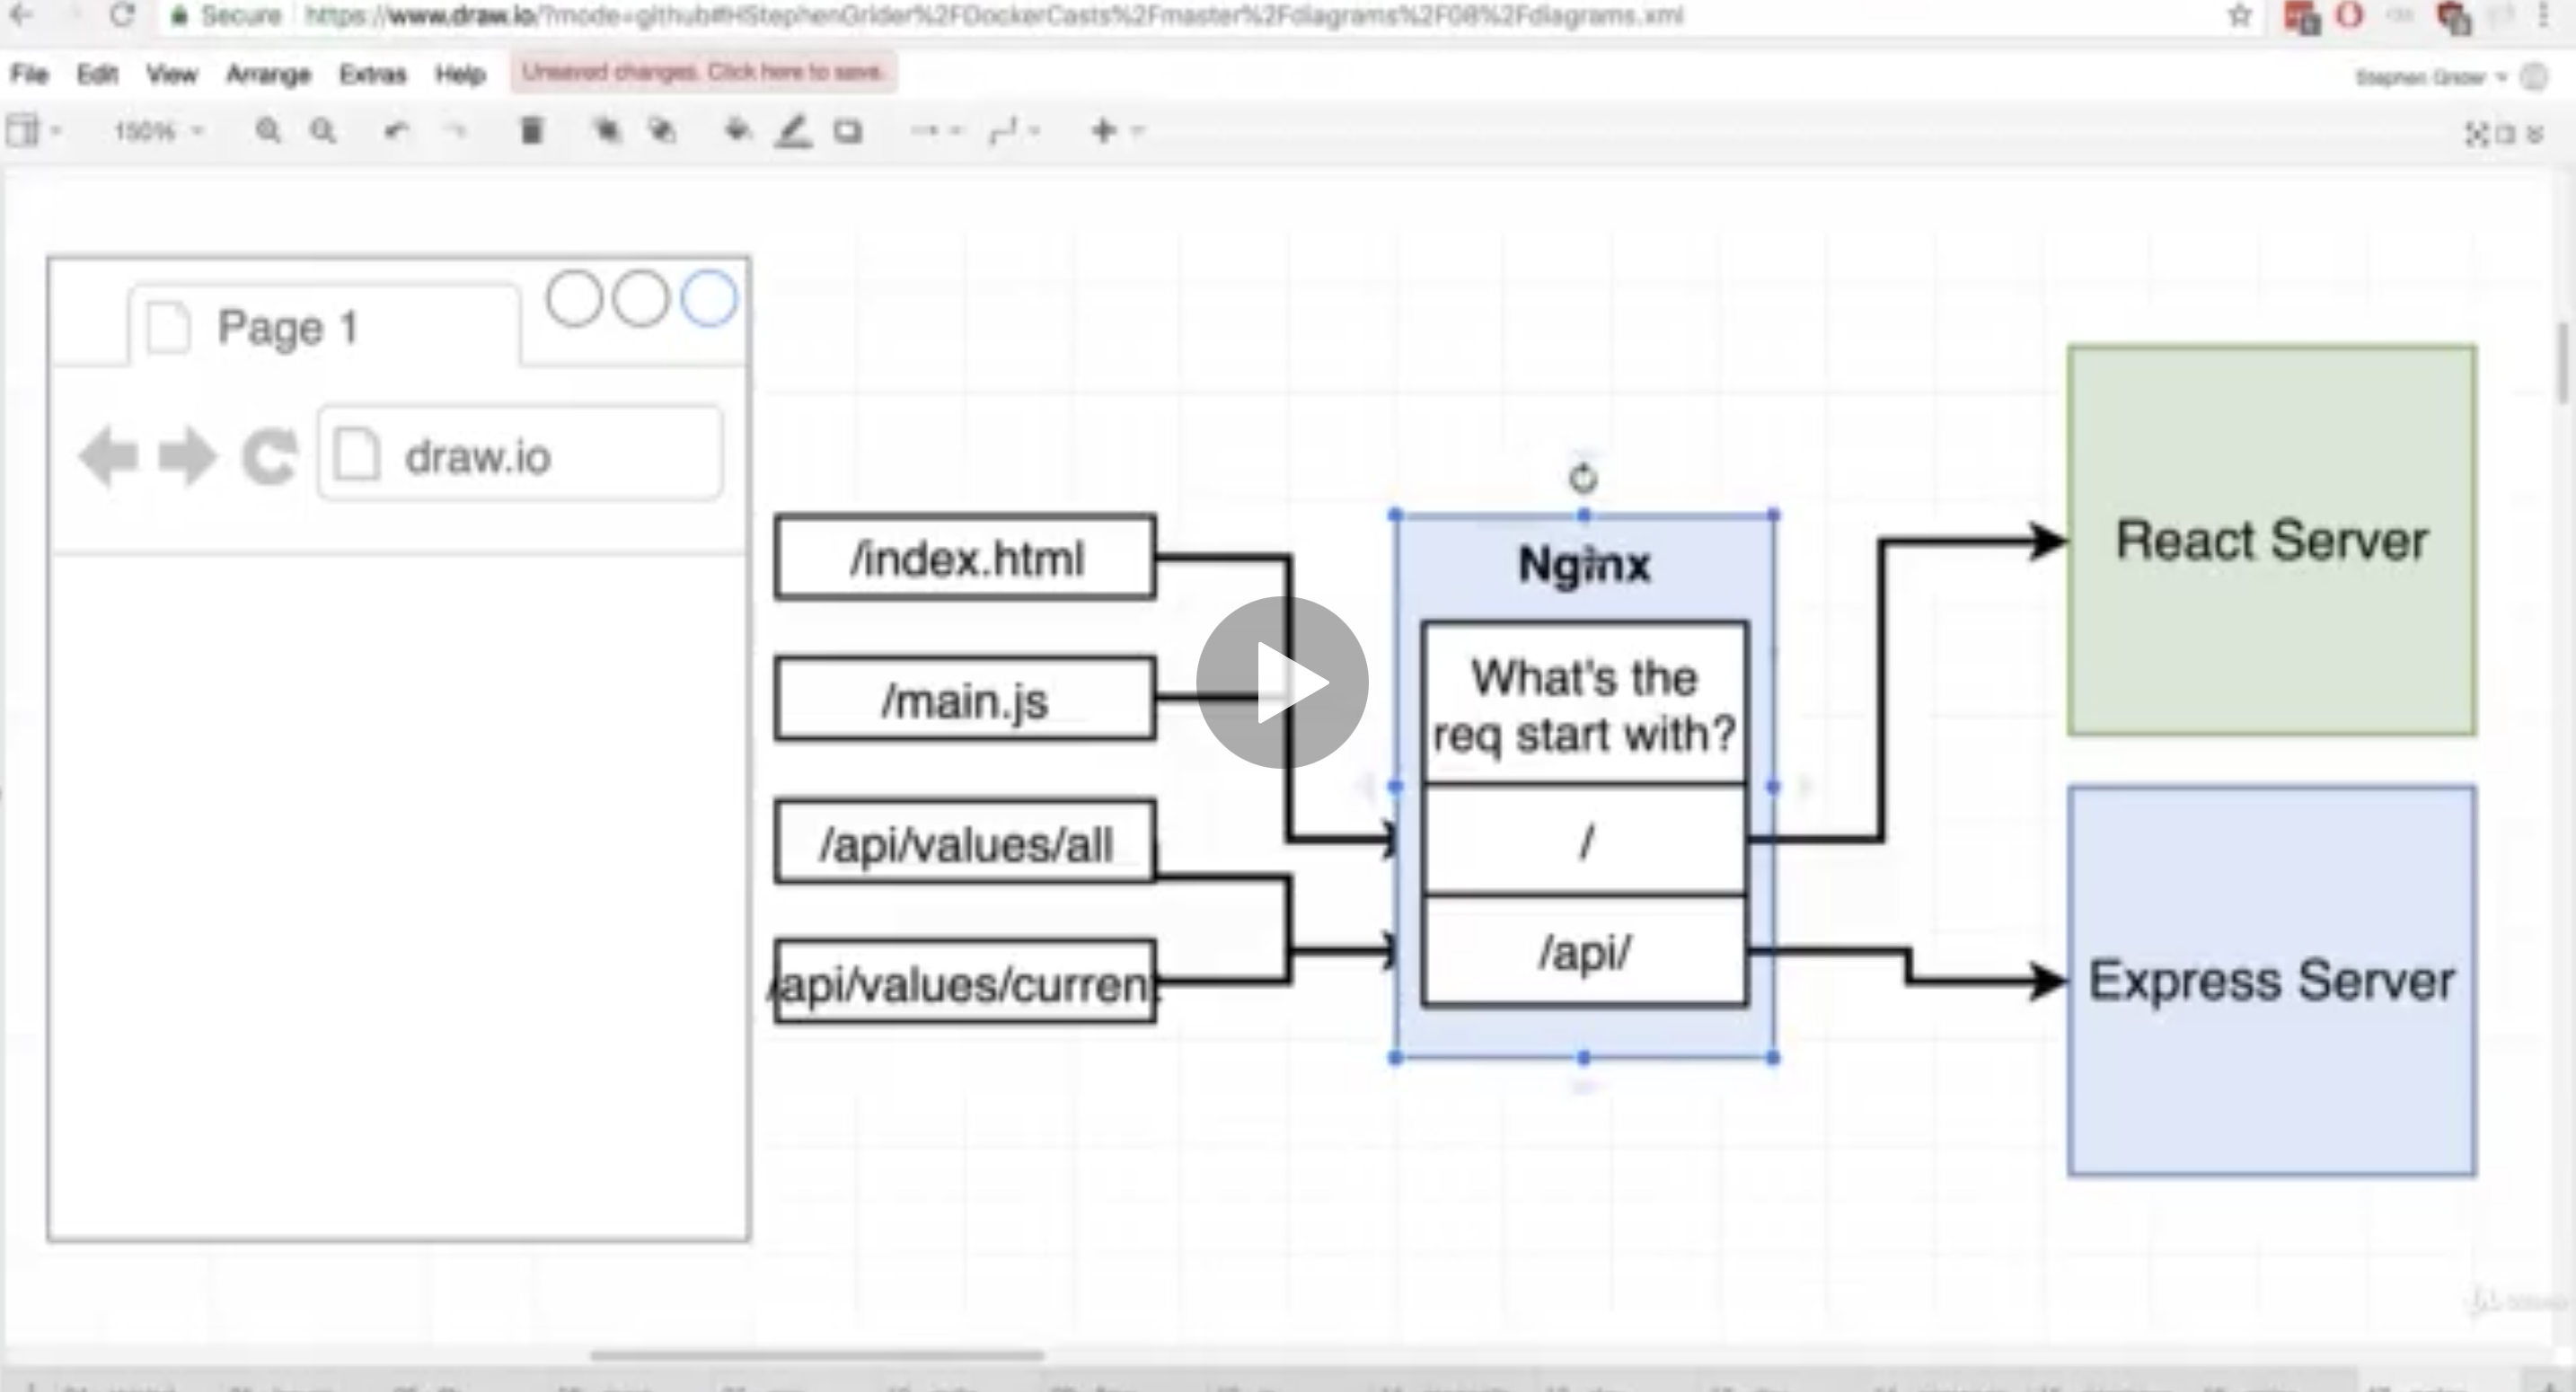 Secure https://www.draw.io/?mode=github#HStephenGrider%2FDockerCasts%2Fmaster%2Fdiagrams%2F08%2Fdiagrams.xml
File Edit View Arrange Extras Help Unsaved changes. Click here to save. Stephen Grider
150%
Page 1
draw.io
/index.html
/main.js
/api/values/all
/api/values/current
Nginx
What's the
req start with?
/
/api/
React Server
Express Server